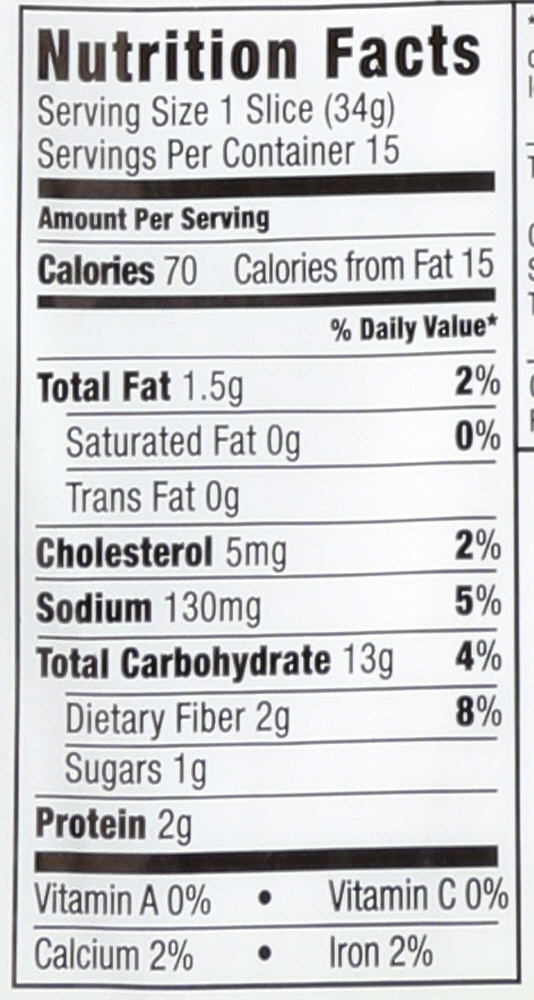 Nutrition Facts
Serving Size 1 Slice (34g)
Servings Per Container 15
Amount Per Serving
Calories 70 Calories from Fat 15
% Daily Value*
Total Fat 1.5g 2%
Saturated Fat 0g 0%
Trans Fat 0g
Cholesterol 5mg 2%
Sodium 130mg 5%
Total Carbohydrate 13g 4%
Dietary Fiber 2g 8%
Sugars 1g
Protein 2g
Vitamin A 0% • Vitamin C 0%
Calcium 2% • Iron 2%